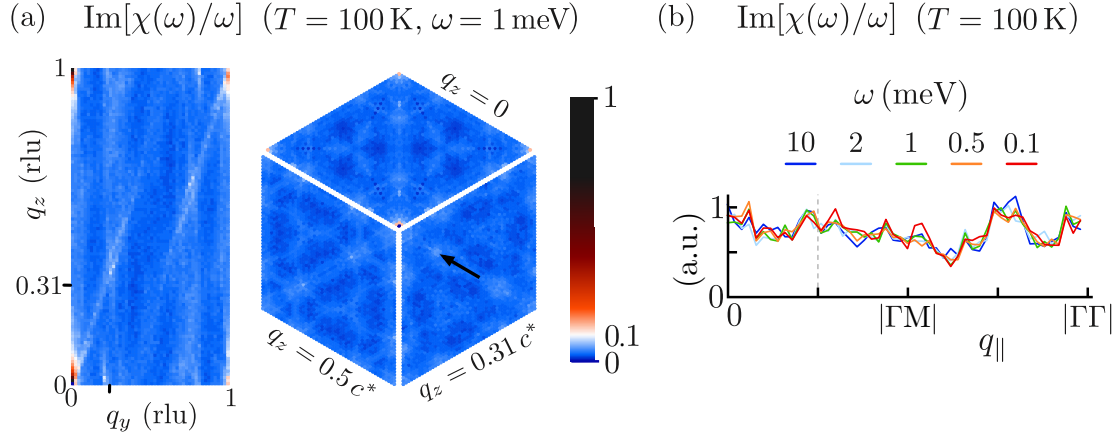 (a) Im[χ(ω)/ω] (T = 100 K, ω = 1 meV)
1
q_z (rlu)
0.31
0
0 1
q_y (rlu)
q_z = 0
q_z = 0.5 c*
q_z = 0.31 c*
1
0.1
0
(b) Im[χ(ω)/ω] (T = 100 K)
ω (meV)
10 2 1 0.5 0.1
1
(a.u.)
0
0 |ΓM| |ΓΓ|
q_∥